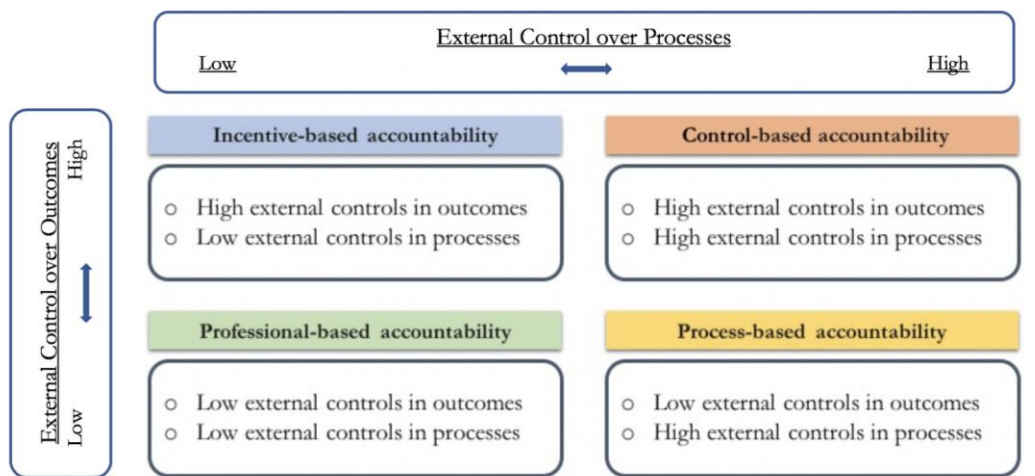 External Control over Processes
Low
High
External Control over Outcomes
High
Low
Incentive-based accountability
Control-based accountability
○ High external controls in outcomes
○ Low external controls in processes
○ High external controls in outcomes
○ High external controls in processes
Professional-based accountability
Process-based accountability
○ Low external controls in outcomes
○ Low external controls in processes
○ Low external controls in outcomes
○ High external controls in processes